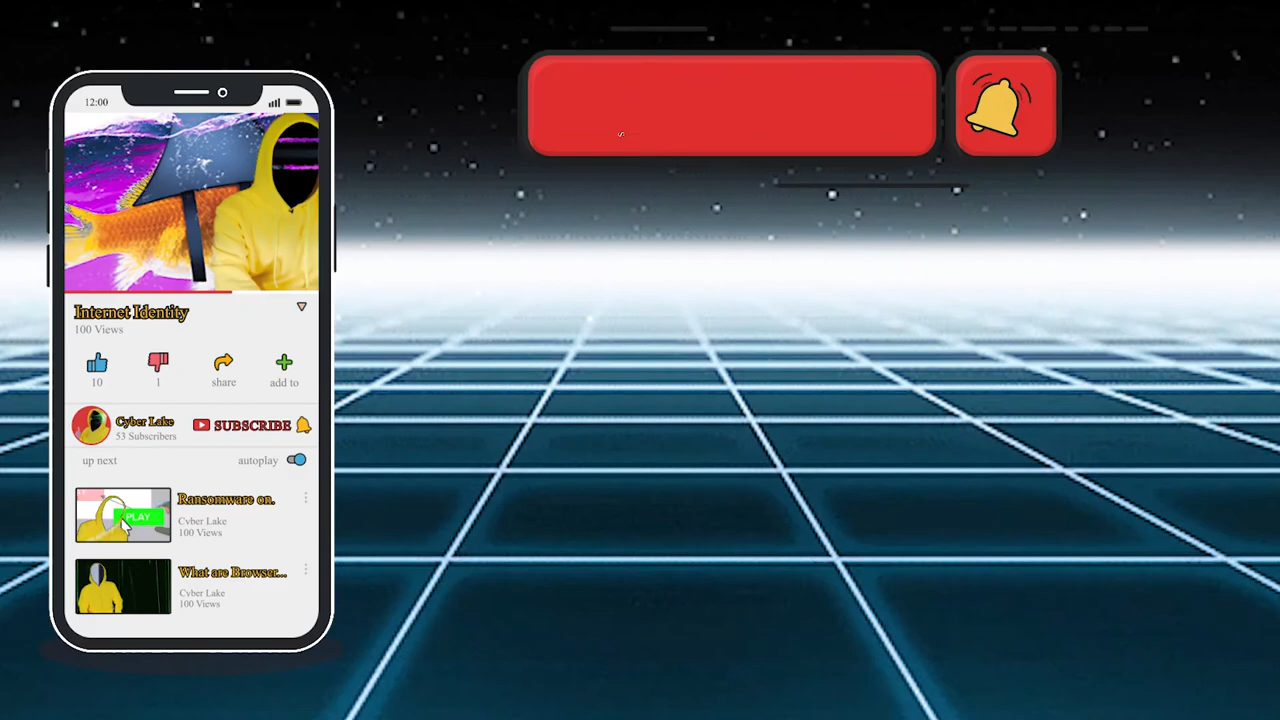 12:00
Internet Identity
100 Views
10
1
share
add to
Cyber Lake
53 Subscribers
SUBSCRIBE
up next
autoplay
Ransomware on.
Cyber Lake
100 Views
PLAY
What are Browser...
Cyber Lake
100 Views
s